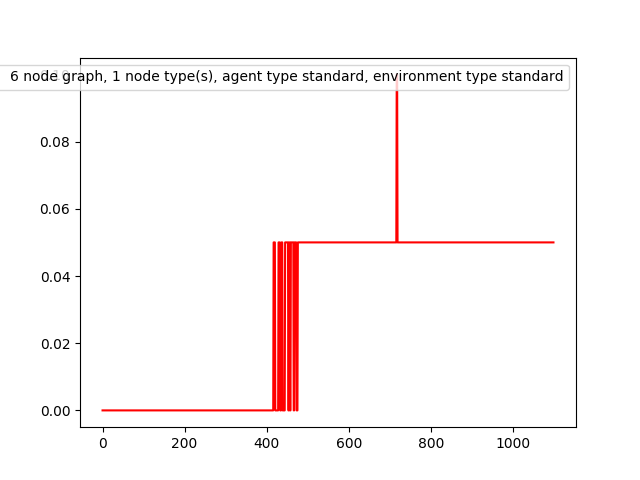 6 node graph, 1 node type(s), agent type standard, environment type standard
0.08
0.06
0.04
0.02
0.00
0 200 400 600 800 1000